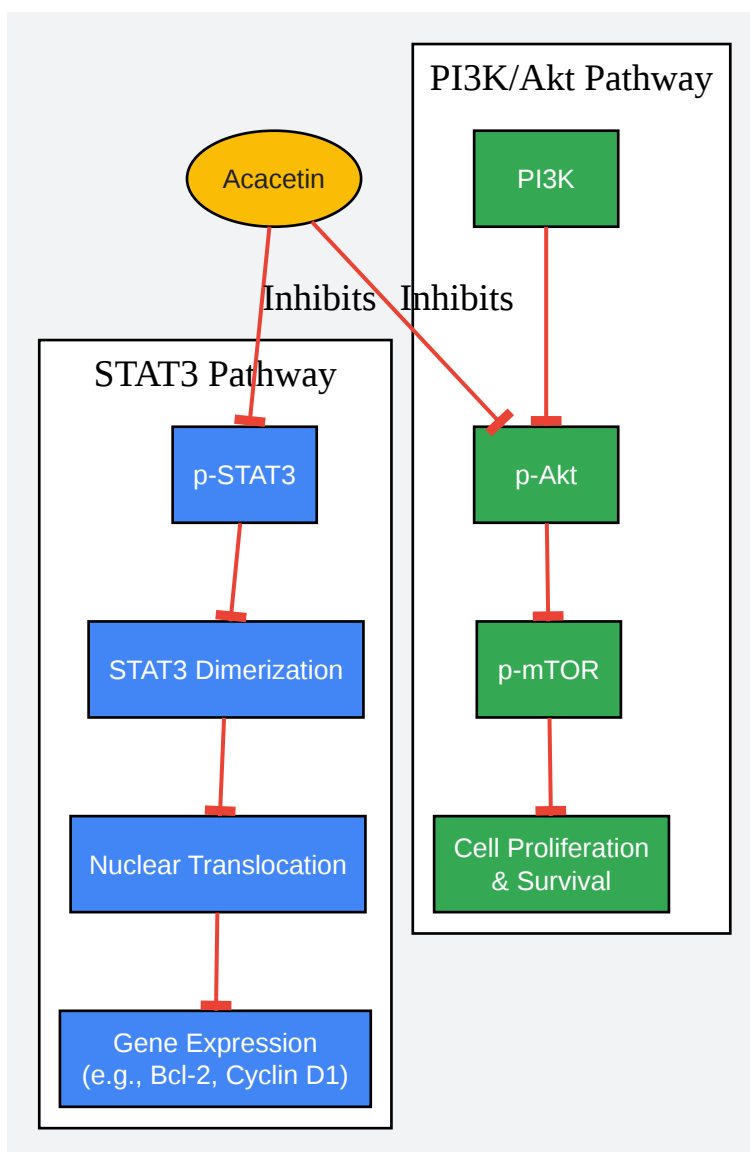 PI3K/Akt Pathway
Acacetin
PI3K
Inhibits
Inhibits
STAT3 Pathway
p-STAT3
p-Akt
STAT3 Dimerization
p-mTOR
Nuclear Translocation
Cell Proliferation
& Survival
Gene Expression
(e.g., Bcl-2, Cyclin D1)